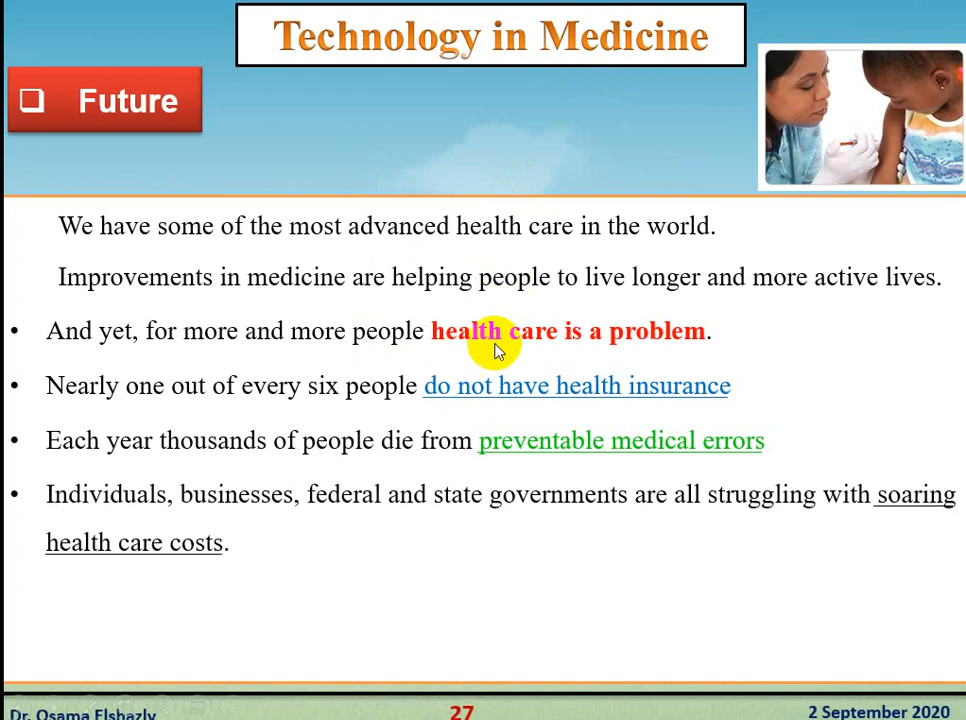 Technology in Medicine
❑ Future
We have some of the most advanced health care in the world.
Improvements in medicine are helping people to live longer and more active lives.
• And yet, for more and more people health care is a problem.
• Nearly one out of every six people do not have health insurance
• Each year thousands of people die from preventable medical errors
• Individuals, businesses, federal and state governments are all struggling with soaring
health care costs.
Dr. Osama Elshazly 27 2 September 2020